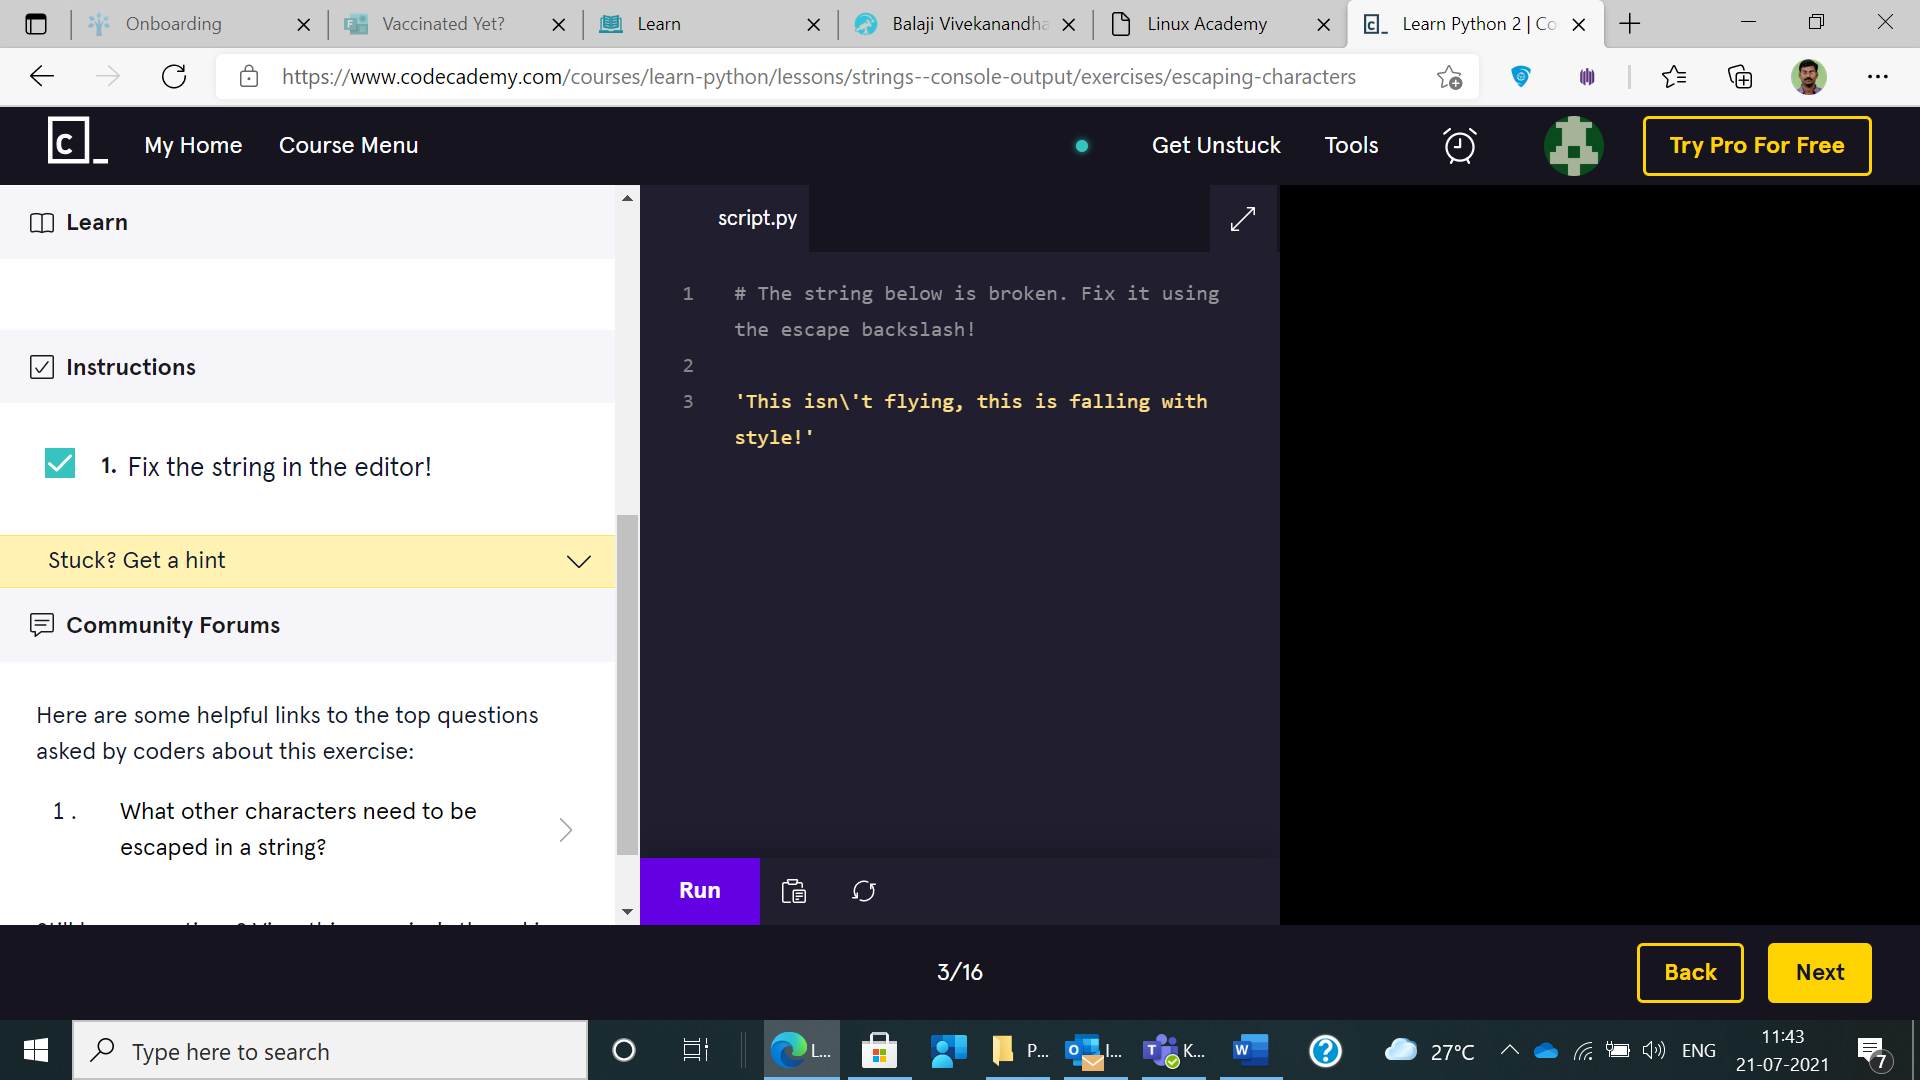 Onboarding
Vaccinated Yet?
Learn
Balaji Vivekanandha
Linux Academy
Learn Python 2 | Co
https://www.codecademy.com/courses/learn-python/lessons/strings--console-output/exercises/escaping-characters
My Home
Course Menu
Get Unstuck
Tools
Try Pro For Free
Learn
Instructions
1. Fix the string in the editor!
Stuck? Get a hint
Community Forums
Here are some helpful links to the top questions
asked by coders about this exercise:
1. What other characters need to be
escaped in a string?
script.py
1 # The string below is broken. Fix it using
the escape backslash!
2
3 'This isn\'t flying, this is falling with
style!'
Run
3/16
Back
Next
Type here to search
L...
P...
I...
K...
27°C
ENG
11:43
21-07-2021
7